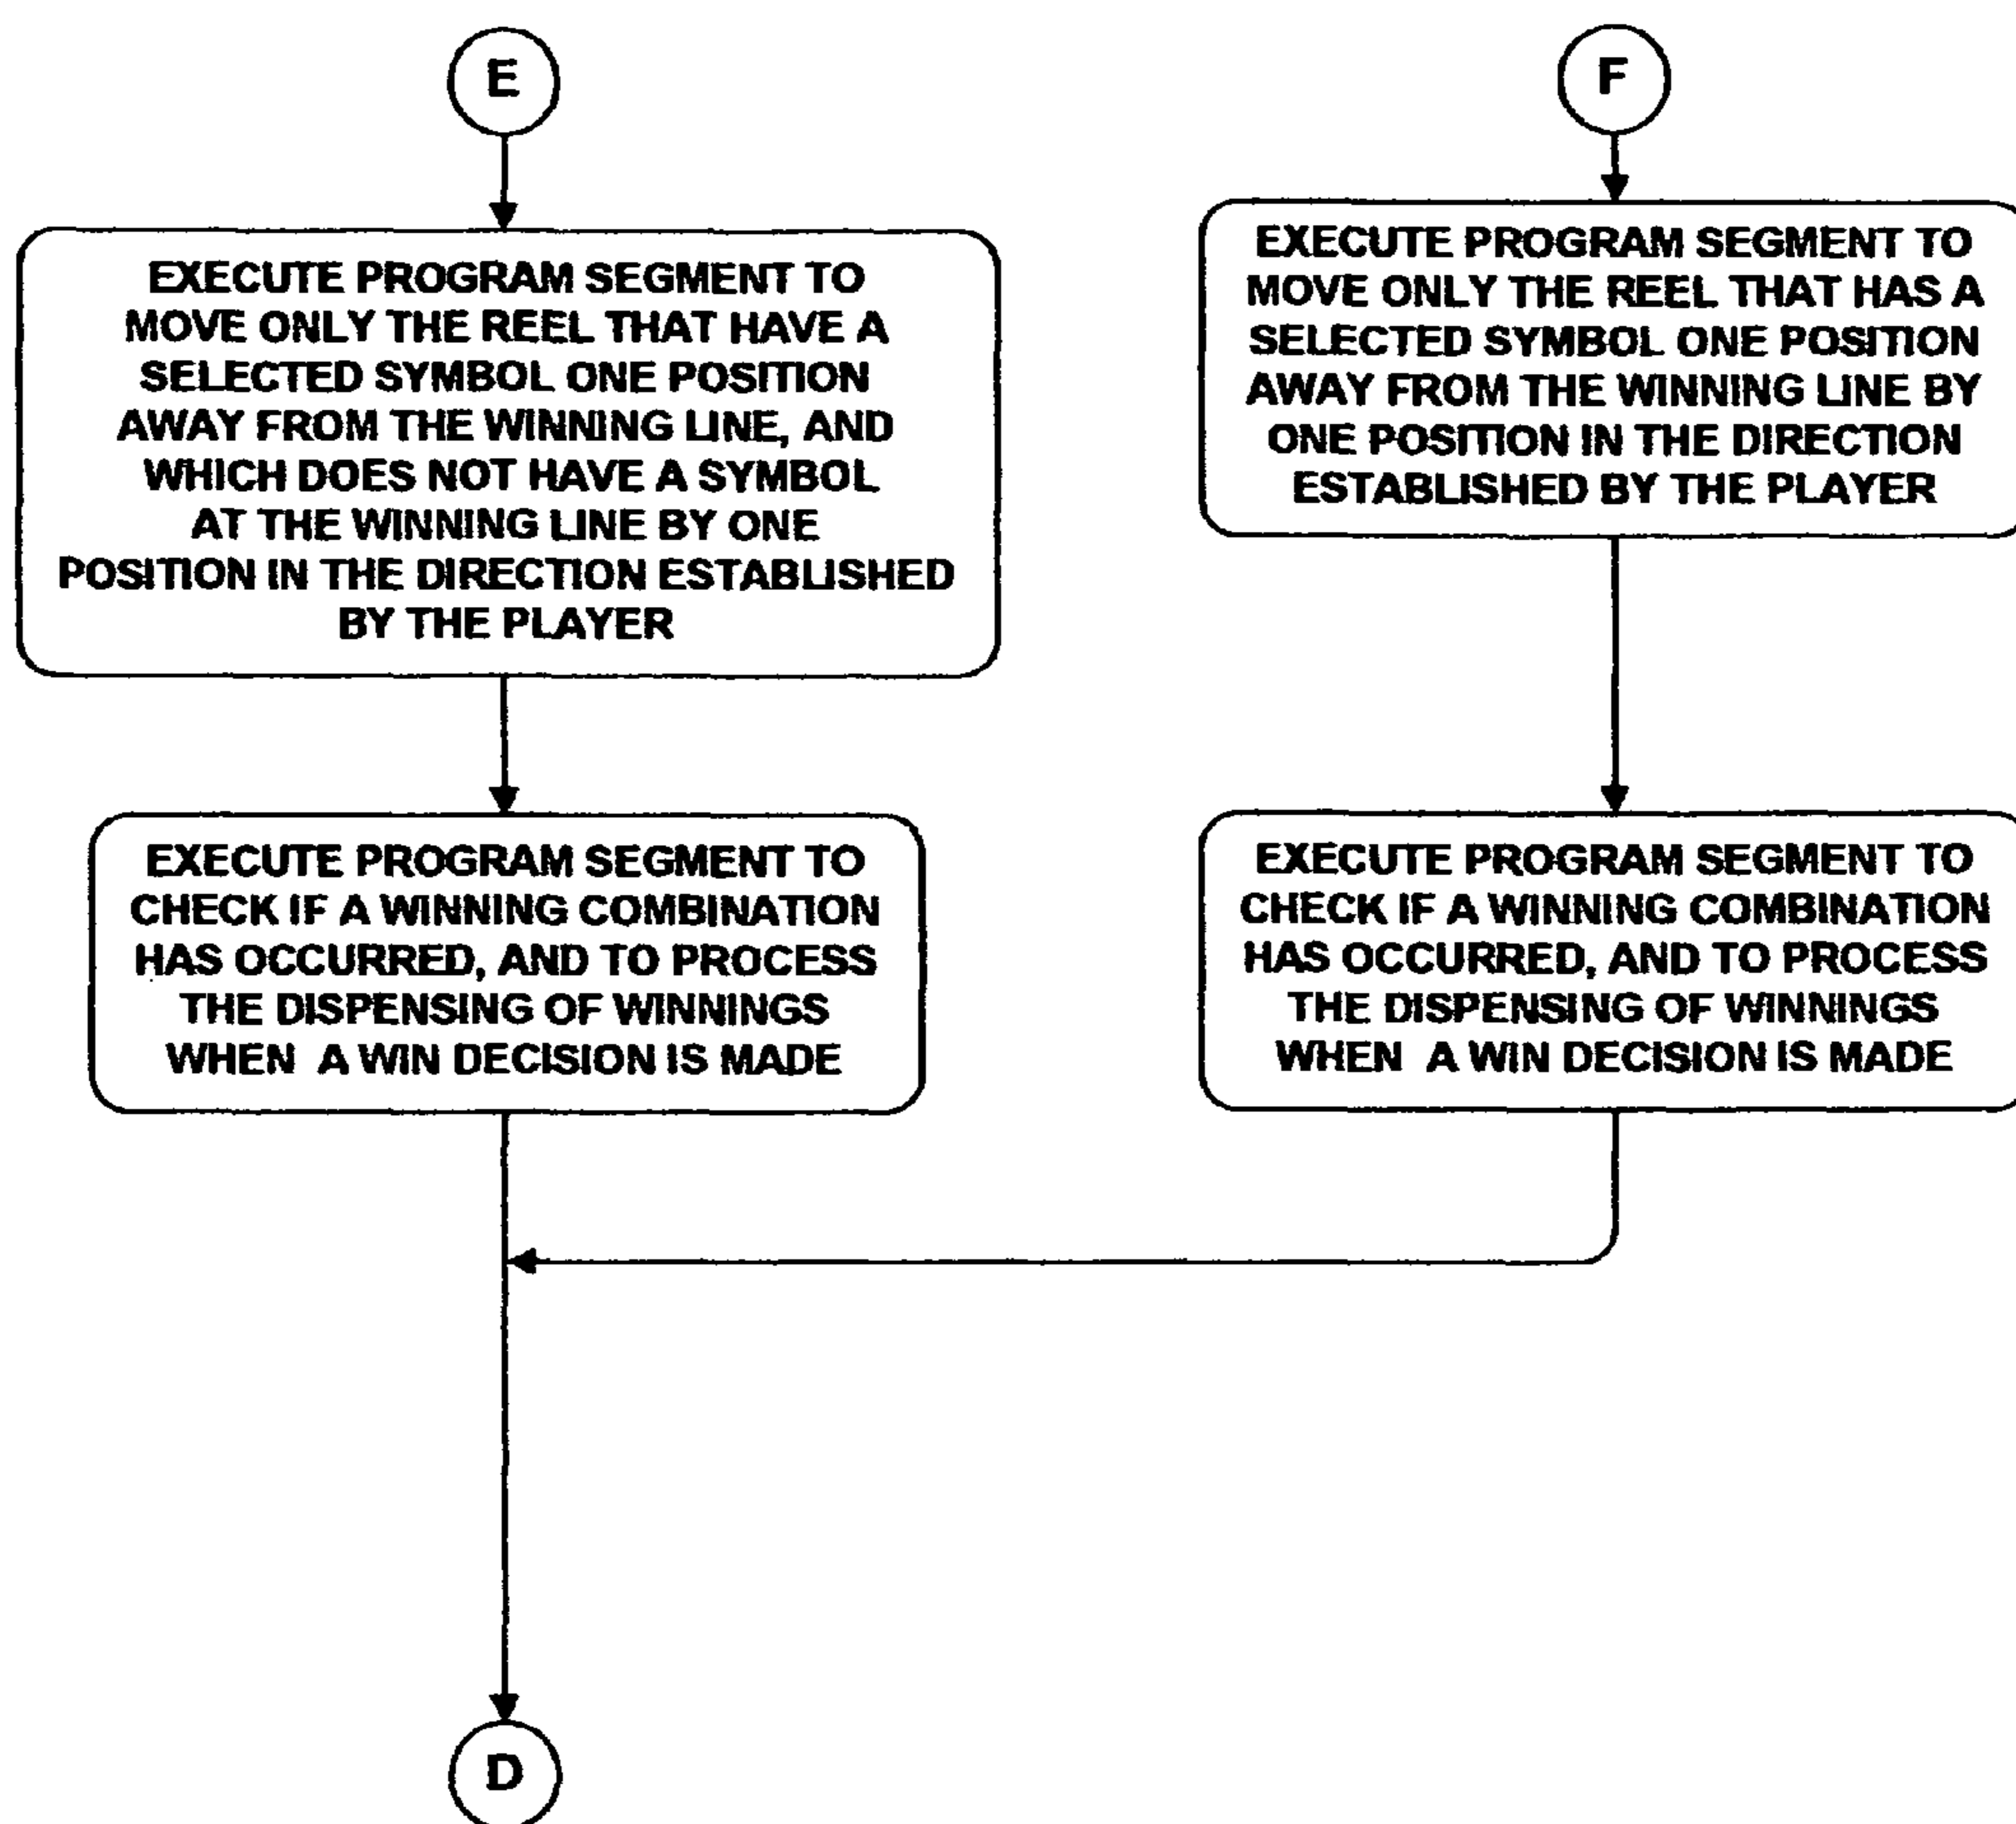 E
EXECUTE PROGRAM SEGMENT TO
MOVE ONLY THE REEL THAT HAVE A
SELECTED SYMBOL ONE POSITION
AWAY FROM THE WINNING LINE, AND
WHICH DOES NOT HAVE A SYMBOL
AT THE WINNING LINE BY ONE
POSITION IN THE DIRECTION ESTABLISHED
BY THE PLAYER
EXECUTE PROGRAM SEGMENT TO
CHECK IF A WINNING COMBINATION
HAS OCCURRED, AND TO PROCESS
THE DISPENSING OF WINNINGS
WHEN A WIN DECISION IS MADE
F
EXECUTE PROGRAM SEGMENT TO
MOVE ONLY THE REEL THAT HAS A
SELECTED SYMBOL ONE POSITION
AWAY FROM THE WINNING LINE BY
ONE POSITION IN THE DIRECTION
ESTABLISHED BY THE PLAYER
EXECUTE PROGRAM SEGMENT TO
CHECK IF A WINNING COMBINATION
HAS OCCURRED, AND TO PROCESS
THE DISPENSING OF WINNINGS
WHEN A WIN DECISION IS MADE
D